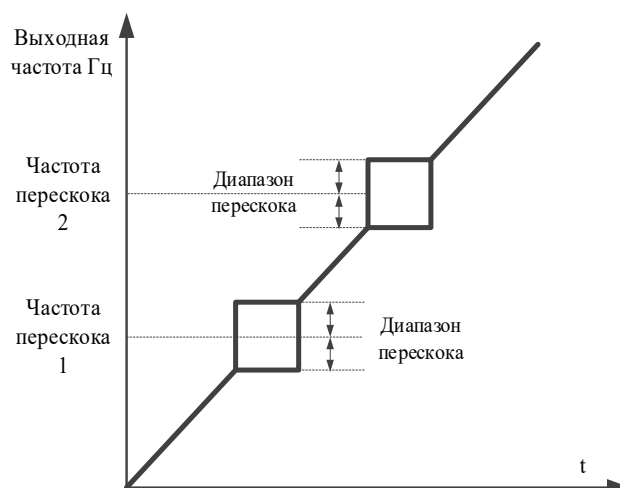 Выходная
частота Гц
Частота
перескока
2
Диапазон
перескока
Частота
перескока
1
Диапазон
перескока
t